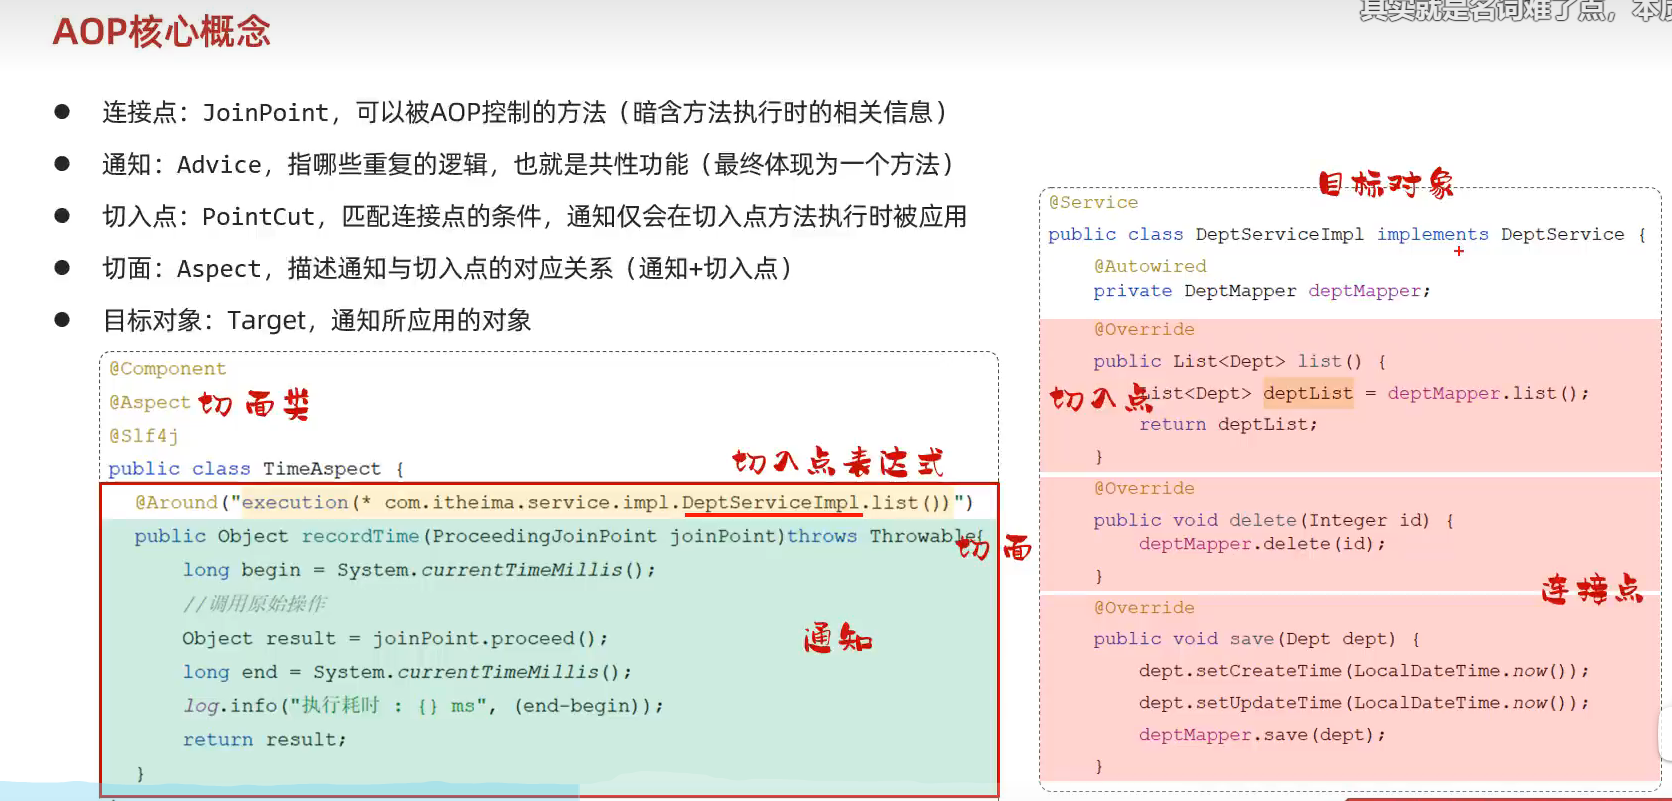 其实就是名词难了点，本质
AOP核心概念
连接点：JoinPoint，可以被AOP控制的方法（暗含方法执行时的相关信息）
通知：Advice，指哪些重复的逻辑，也就是共性功能（最终体现为一个方法）
切入点：PointCut，匹配连接点的条件，通知仅会在切入点方法执行时被应用
切面：Aspect，描述通知与切入点的对应关系（通知+切入点）
目标对象：Target，通知所应用的对象
@Component
@Aspect 切面类
@Slf4j
public class TimeAspect {
切入点表达式
@Around("execution(* com.itheima.service.impl.DeptServiceImpl.list())")
public Object recordTime(ProceedingJoinPoint joinPoint)throws Throwable{
切面
long begin = System.currentTimeMillis();
//调用原始操作
Object result = joinPoint.proceed();
通知
long end = System.currentTimeMillis();
log.info("执行耗时 : {} ms", (end-begin));
return result;
}
目标对象
@Service
public class DeptServiceImpl implements DeptService {
@Autowired
private DeptMapper deptMapper;
@Override
public List<Dept> list() {
切入点
List<Dept> deptList = deptMapper.list();
return deptList;
}
@Override
public void delete(Integer id) {
deptMapper.delete(id);
}
连接点
@Override
public void save(Dept dept) {
dept.setCreateTime(LocalDateTime.now());
dept.setUpdateTime(LocalDateTime.now());
deptMapper.save(dept);
}